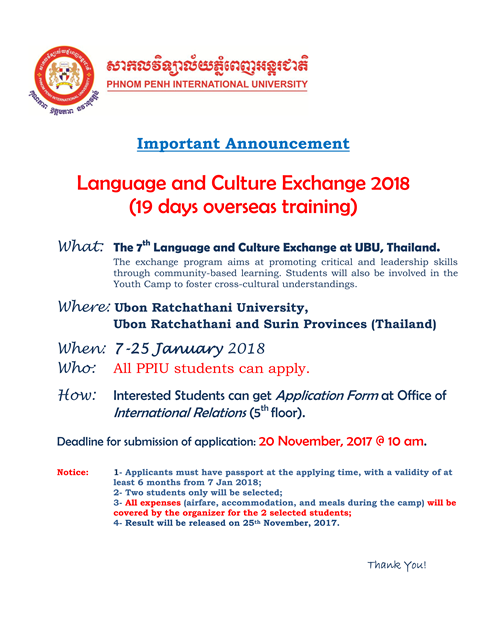 សាកលវិទ្យាល័យភ្នំពេញអន្តរជាតិ
PHNOM PENH INTERNATIONAL UNIVERSITY
Important Announcement
Language and Culture Exchange 2018
(19 days overseas training)
What: The 7th Language and Culture Exchange at UBU, Thailand.
The exchange program aims at promoting critical and leadership skills
through community-based learning. Students will also be involved in the
Youth Camp to foster cross-cultural understandings.
Where: Ubon Ratchathani University,
Ubon Ratchathani and Surin Provinces (Thailand)
When: 7-25 January 2018
Who: All PPIU students can apply.
How: Interested Students can get Application Form at Office of
International Relations (5th floor).
Deadline for submission of application: 20 November, 2017 @ 10 am.
Notice: 1- Applicants must have passport at the applying time, with a validity of at
least 6 months from 7 Jan 2018;
2- Two students only will be selected;
3- All expenses (airfare, accommodation, and meals during the camp) will be
covered by the organizer for the 2 selected students;
4- Result will be released on 25th November, 2017.
Thank You!